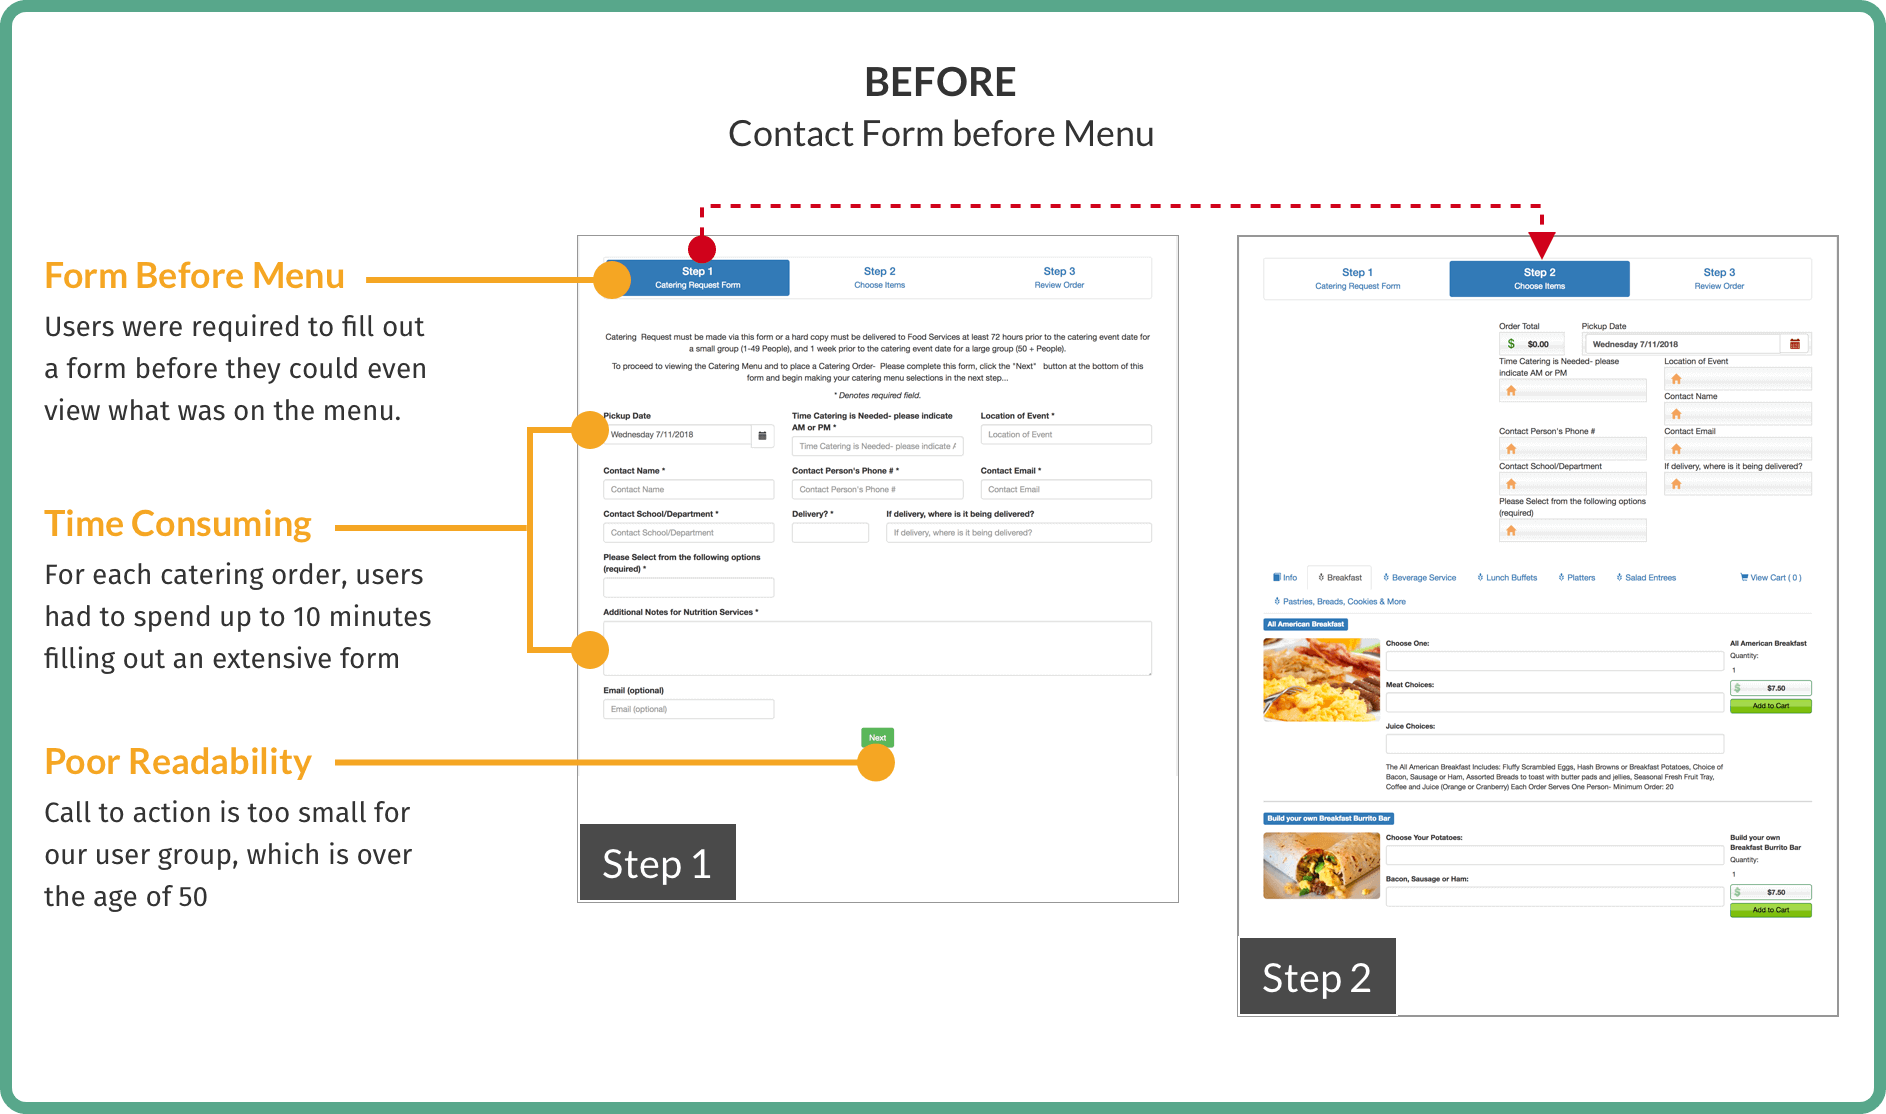 BEFORE
Contact Form before Menu
Form Before Menu
Users were required to fill out
a form before they could even
view what was on the menu.
Time Consuming
For each catering order, users
had to spend up to 10 minutes
filling out an extensive form
Poor Readability
Call to action is too small for
our user group, which is over
the age of 50
Step 1
Catering Request Form
Step 2
Choose Items
Step 3
Review Order
Catering Request must be made via this form or a hard copy must be delivered to Food Services at least 72 hours prior to the catering event date for
a small group (1-49 People), and 1 week prior to the catering event date for a large group (50 + People).
To proceed to viewing the Catering Menu and to place a Catering Order- Please complete this form, click the "Next" button at the bottom of this
form and begin making your catering menu selections in the next step...
* Denotes required field.
Pickup Date
Wednesday 7/11/2018
Time Catering is Needed- please indicate
AM or PM *
Time Catering is Needed- please indicate A
Location of Event *
Location of Event
Contact Name *
Contact Name
Contact Person's Phone # *
Contact Person's Phone #
Contact Email *
Contact Email
Contact School/Department *
Contact School/Department
Delivery? *
If delivery, where is it being delivered?
If delivery, where is it being delivered?
Please Select from the following options
(required) *
Additional Notes for Nutrition Services *
Email (optional)
Email (optional)
Next
Step 1
Step 1
Catering Request Form
Step 2
Choose Items
Step 3
Review Order
Order Total
$ $0.00
Pickup Date
Wednesday 7/11/2018
Time Catering is Needed- please
indicate AM or PM
Location of Event
Contact Name
Contact Person's Phone #
Contact Email
Contact School/Department
If delivery, where is it being delivered?
Please Select from the following options
(required)
Info
Breakfast
Beverage Service
Lunch Buffets
Platters
Salad Entrees
View Cart ( 0 )
Pastries, Breads, Cookies & More
All American Breakfast
Choose One:
Meat Choices:
Juice Choices:
The All American Breakfast Includes: Fluffy Scrambled Eggs, Hash Browns or Breakfast Potatoes, Choice of
Bacon, Sausage or Ham, Assorted Breads to toast with butter pads and jellies, Seasonal Fresh Fruit Tray,
Coffee and Juice (Orange or Cranberry) Each Order Serves One Person- Minimum Order: 20
All American Breakfast
Quantity:
1
$ $7.50
Add to Cart
Build your own Breakfast Burrito Bar
Choose Your Potatoes:
Bacon, Sausage or Ham:
Build your own
Breakfast Burrito Bar
Quantity:
1
$ $7.50
Add to Cart
Step 2